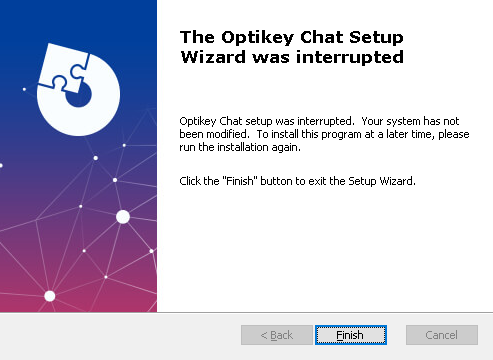 The Optikey Chat Setup
Wizard was interrupted
Optikey Chat setup was interrupted.  Your system has not
been modified.  To install this program at a later time, please
run the installation again.
Click the "Finish" button to exit the Setup Wizard.
< Back
Finish
Cancel